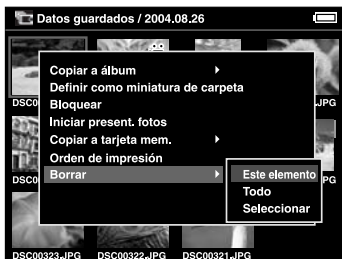 Datos guardados / 2004.08.26
Copiar a álbum
Definir como miniatura de carpeta
Bloquear
Iniciar present. fotos
Copiar a tarjeta mem.
Orden de impresión
Borrar
Este elemento
Todo
Seleccionar
DSC00323.JPG DSC00322.JPG DSC00321.JPG